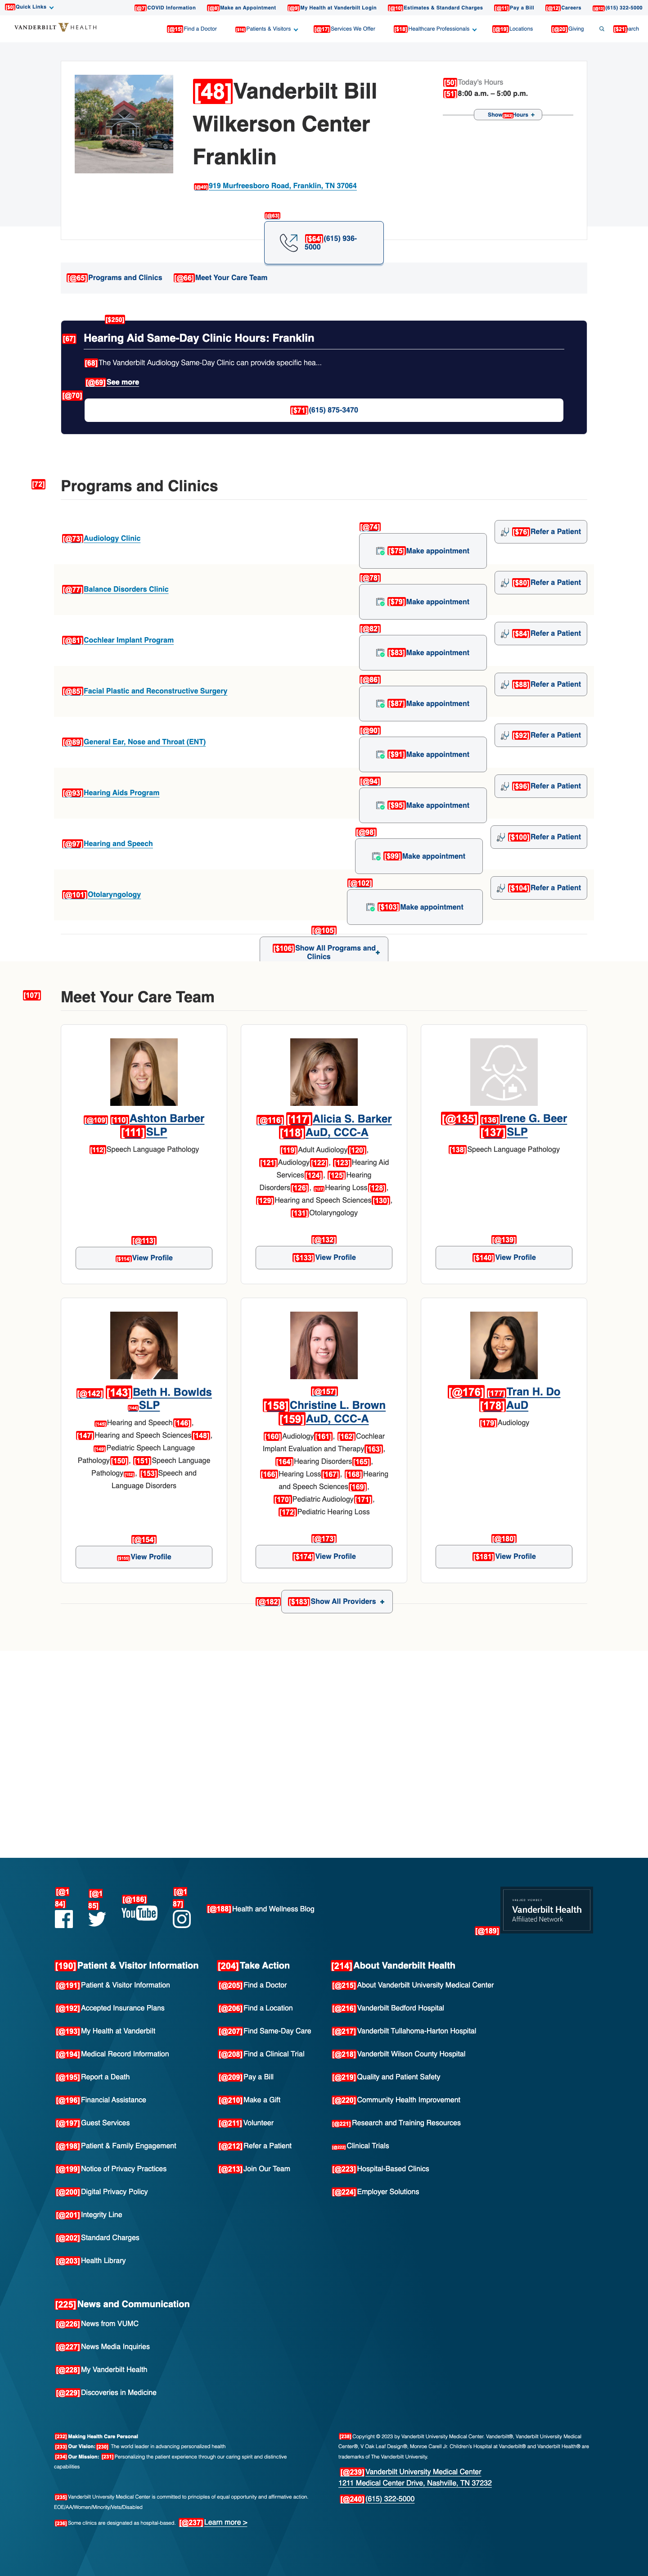 [$0]Quick Links
[@7]COVID Information [@8]Make an Appointment [@9]My Health at Vanderbilt Login [@10]Estimates & Standard Charges [@11]Pay a Bill [@12]Careers (615) 322-5000
VANDERBILT V HEALTH
[@15]Find a Doctor Patients & Visitors [@17]Services We Offer [$18]Healthcare Professionals [@19]Locations [@20]Giving [$21]arch
[48]Vanderbilt Bill
Wilkerson Center
Franklin
[@49]919 Murfreesboro Road, Franklin, TN 37064
[50]Today's Hours
[51]8:00 a.m. – 5:00 p.m.
Show Hours +
[@63]
[$64](615) 936-
5000
[@65]Programs and Clinics [@66]Meet Your Care Team
[$250]
[67] Hearing Aid Same-Day Clinic Hours: Franklin
[68]The Vanderbilt Audiology Same-Day Clinic can provide specific hea...
[@69]See more
[@70]
[$71](615) 875-3470
[72] Programs and Clinics
[@73]Audiology Clinic [@74] [$75]Make appointment [$76]Refer a Patient
[@77]Balance Disorders Clinic [@78] [$79]Make appointment [$80]Refer a Patient
[@81]Cochlear Implant Program [@82] [$83]Make appointment [$84]Refer a Patient
[@85]Facial Plastic and Reconstructive Surgery [@86] [$87]Make appointment [$88]Refer a Patient
[@89]General Ear, Nose and Throat (ENT) [@90] [$91]Make appointment [$92]Refer a Patient
[@93]Hearing Aids Program [@94] [$95]Make appointment [$96]Refer a Patient
[@97]Hearing and Speech [@98] [$99]Make appointment [$100]Refer a Patient
[@101]Otolaryngology [@102] [$103]Make appointment [$104]Refer a Patient
[@105]
[$106]Show All Programs and +
Clinics
[107] Meet Your Care Team
[@109] [110]Ashton Barber
[111]SLP
[112]Speech Language Pathology
[@113]
[$114]View Profile
[@116] [117]Alicia S. Barker
[118]AuD, CCC-A
[119]Adult Audiology[120],
[121]Audiology[122], [123]Hearing Aid
Services[124], [125]Hearing
Disorders[126], Hearing Loss[128],
[129]Hearing and Speech Sciences[130],
[131]Otolaryngology
[@132]
[$133]View Profile
[@135] [136]Irene G. Beer
[137]SLP
[138]Speech Language Pathology
[@139]
[$140]View Profile
[@142] [143]Beth H. Bowlds
SLP
Hearing and Speech[146],
[147]Hearing and Speech Sciences[148],
[149]Pediatric Speech Language
Pathology[150], [151]Speech Language
Pathology, [153]Speech and
Language Disorders
[@154]
View Profile
[@157]
[158]Christine L. Brown
[159]AuD, CCC-A
[160]Audiology[161], [162]Cochlear
Implant Evaluation and Therapy[163],
[164]Hearing Disorders[165],
[166]Hearing Loss[167], [168]Hearing
and Speech Sciences[169],
[170]Pediatric Audiology[171],
[172]Pediatric Hearing Loss
[@173]
[$174]View Profile
[@176] [177]Tran H. Do
[178]AuD
[179]Audiology
[@180]
[$181]View Profile
[@182] [$183]Show All Providers +
[@1
84] [@1
85] [@186] [@1
87]
YouTube
[@188]Health and Wellness Blog
Vanderbilt Health
Affiliated Network
[@189]
[190]Patient & Visitor Information
[@191]Patient & Visitor Information
[@192]Accepted Insurance Plans
[@193]My Health at Vanderbilt
[@194]Medical Record Information
[@195]Report a Death
[@196]Financial Assistance
[@197]Guest Services
[@198]Patient & Family Engagement
[@199]Notice of Privacy Practices
[@200]Digital Privacy Policy
[@201]Integrity Line
[@202]Standard Charges
[@203]Health Library
[204]Take Action
[@205]Find a Doctor
[@206]Find a Location
[@207]Find Same-Day Care
[@208]Find a Clinical Trial
[@209]Pay a Bill
[@210]Make a Gift
[@211]Volunteer
[@212]Refer a Patient
[@213]Join Our Team
[214]About Vanderbilt Health
[@215]About Vanderbilt University Medical Center
[@216]Vanderbilt Bedford Hospital
[@217]Vanderbilt Tullahoma-Harton Hospital
[@218]Vanderbilt Wilson County Hospital
[@219]Quality and Patient Safety
[@220]Community Health Improvement
[@221]Research and Training Resources
Clinical Trials
[@223]Hospital-Based Clinics
[@224]Employer Solutions
[225]News and Communication
[@226]News from VUMC
[@227]News Media Inquiries
[@228]My Vanderbilt Health
[@229]Discoveries in Medicine
[232]Making Health Care Personal
[233]Our Vision:[230] The world leader in advancing personalized health
[234]Our Mission: [231]Personalizing the patient experience through our caring spirit and distinctive
capabilities
[235]Vanderbilt University Medical Center is committed to principles of equal opportunity and affirmative action.
EOE/AA/Women/Minority/Vets/Disabled
[236]Some clinics are designated as hospital-based. [@237]Learn more >
[238]Copyright © 2023 by Vanderbilt University Medical Center. Vanderbilt®, Vanderbilt University Medical
Center®, V Oak Leaf Design®, Monroe Carell Jr. Children's Hospital at Vanderbilt® and Vanderbilt Health® are
trademarks of The Vanderbilt University.
[@239]Vanderbilt University Medical Center
1211 Medical Center Drive, Nashville, TN 37232
[@240](615) 322-5000